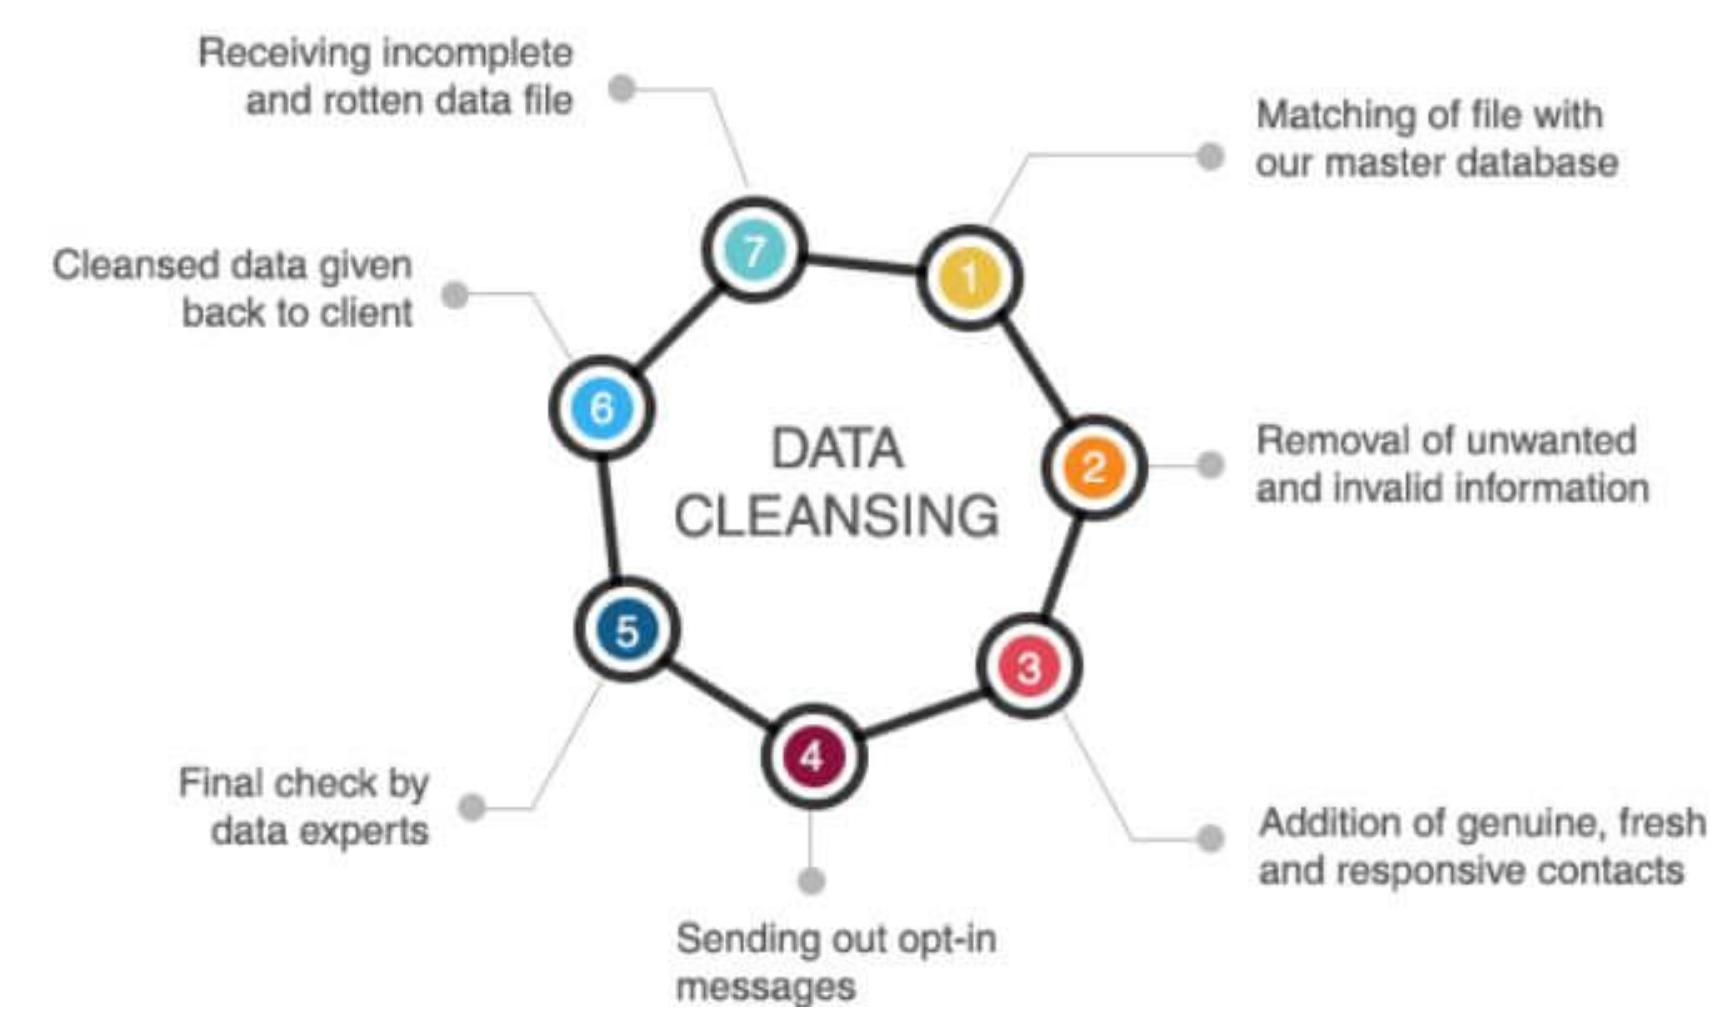 Receiving incomplete
and rotten data file
Matching of file with
our master database
Cleansed data given
back to client
7
1
6
DATA
CLEANSING
2
Removal of unwanted
and invalid information
5
3
4
Final check by
data experts
Addition of genuine, fresh
and responsive contacts
Sending out opt-in
messages